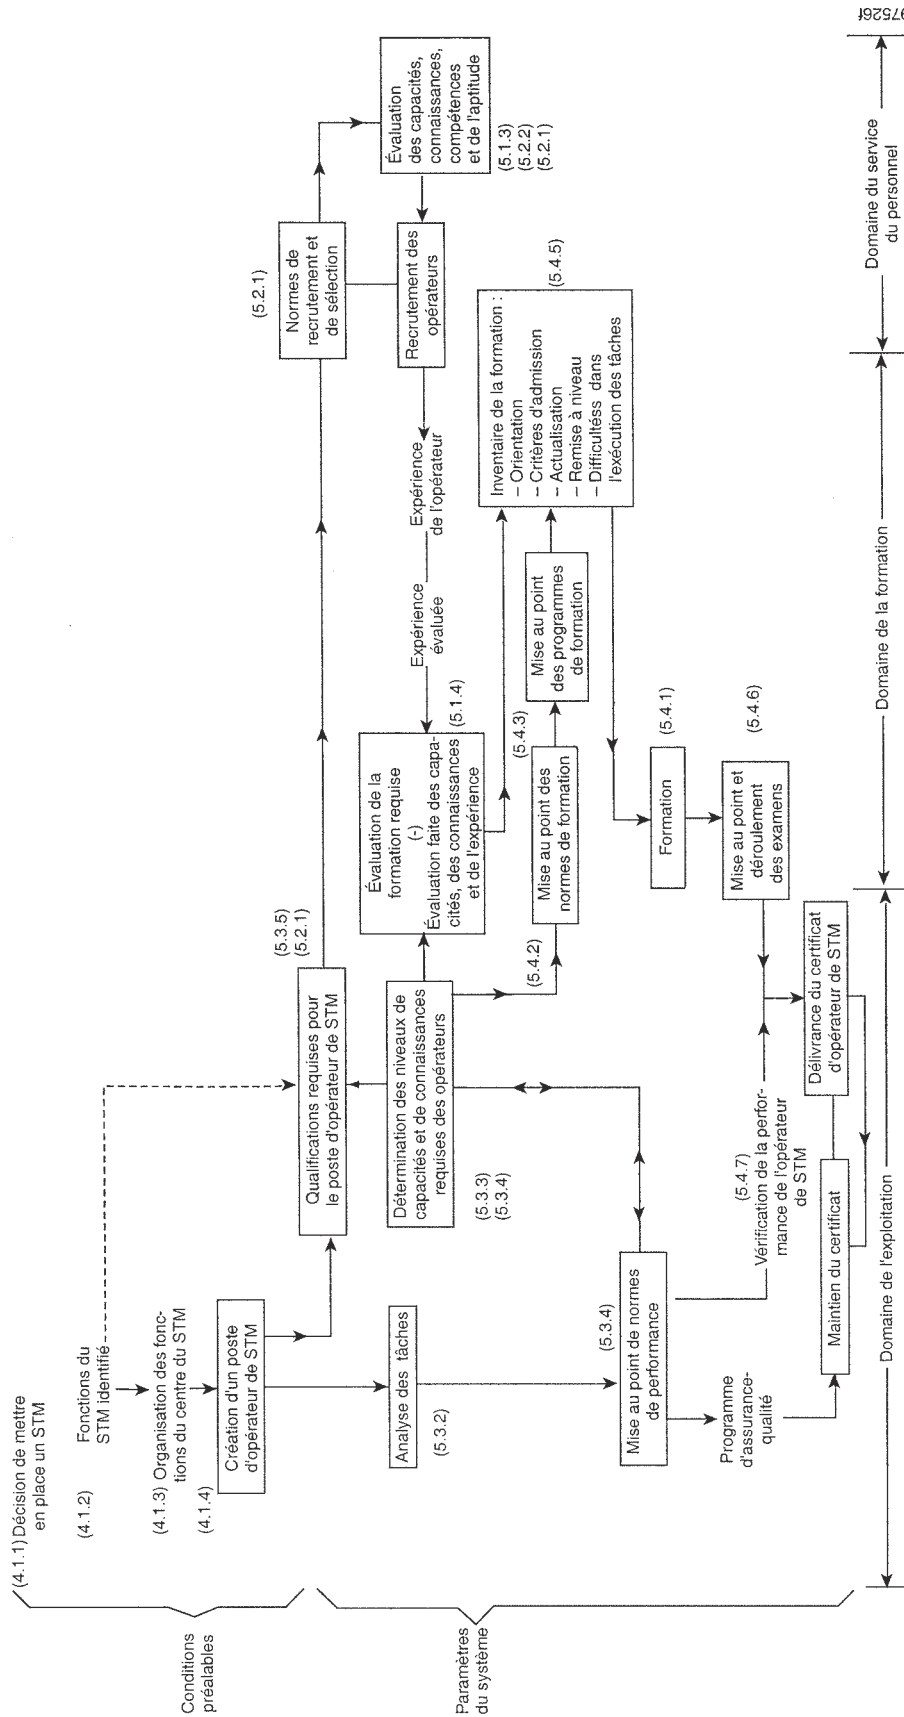 (4.1.1) Décision de mettre
en place un STM
(4.1.2)
Fonctions du
STM identifié
(4.1.3) Organisation des fonc-
tions du centre du STM
(4.1.4)
Création d'un poste
d'opérateur de STM
Conditions
préalables
Qualifications requises pour
le poste d'opérateur de STM
(5.3.5)
(5.2.1)
Normes de
recrutement et
de sélection
(5.2.1)
Évaluation
des capacités,
connaissances,
compétences
et de l'aptitude
(5.1.3)
(5.2.2)
(5.2.1)
Recrutement des
opérateurs
Expérience
de l'opérateur
Expérience
évaluée
Évaluation de la
formation requise
(-)
Évaluation faite des capa-
cités, des connaissances
et de l'expérience
(5.1.4)
Détermination des niveaux de
capacités et de connaissances
requises des opérateurs
(5.3.3)
(5.3.4)
Analyse des tâches
(5.3.2)
Paramètres
du système
(5.4.2)
Mise au point des
normes de formation
(5.4.3)
Mise au point
des programmes
de formation
Inventaire de la formation :
– Orientation
– Critères d'admission
– Actualisation
– Remise à niveau
– Difficultéss dans
l'exécution des tâches
(5.4.5)
(5.3.4)
Mise au point de normes
de performance
Formation
(5.4.1)
Mise au point et
déroulement
des examens
(5.4.6)
Programme
d'assurance-
qualité
(5.4.7)
Vérification de la perfor-
mance de l'opérateur
de STM
Maintien du certificat
Délivrance du certificat
d'opérateur de STM
Domaine de l'exploitation
Domaine de la formation
Domaine du service
du personnel
97526f